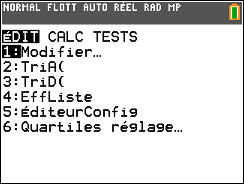 NORMAL FLOTT AUTO RÉEL RAD MP
ÉDIT CALC TESTS
1:Modifier…
2:TriA(
3:TriD(
4:EffListe
5:éditeurConfig
6:Quartiles réglage…